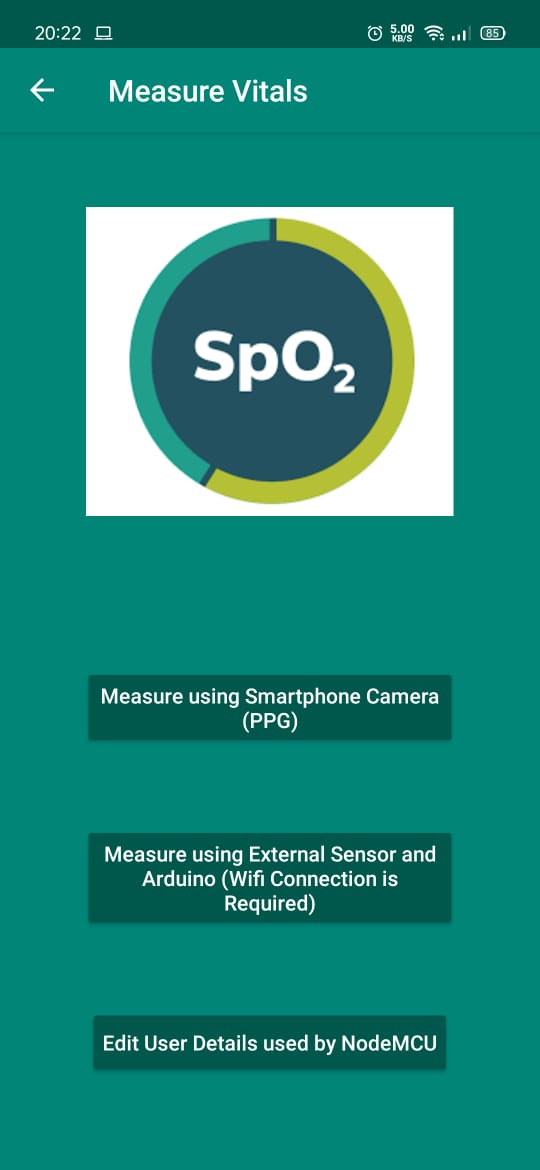 20:22 5.00 KB/S 85
Measure Vitals
SpO₂
Measure using Smartphone Camera
(PPG)
Measure using External Sensor and
Arduino (Wifi Connection is
Required)
Edit User Details used by NodeMCU